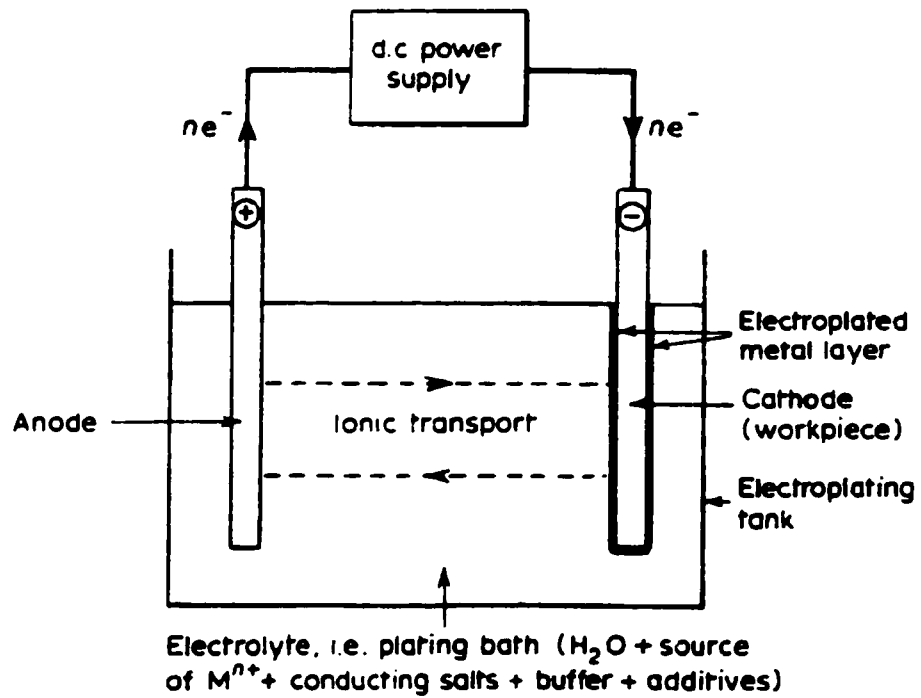 d.c power
supply
ne⁻
ne⁻
+
−
Electroplated
metal layer
Anode
Ionic transport
Cathode
(workpiece)
Electroplating
tank
Electrolyte, i.e. plating bath (H₂O + source
of Mⁿ⁺ + conducting salts + buffer + additives)